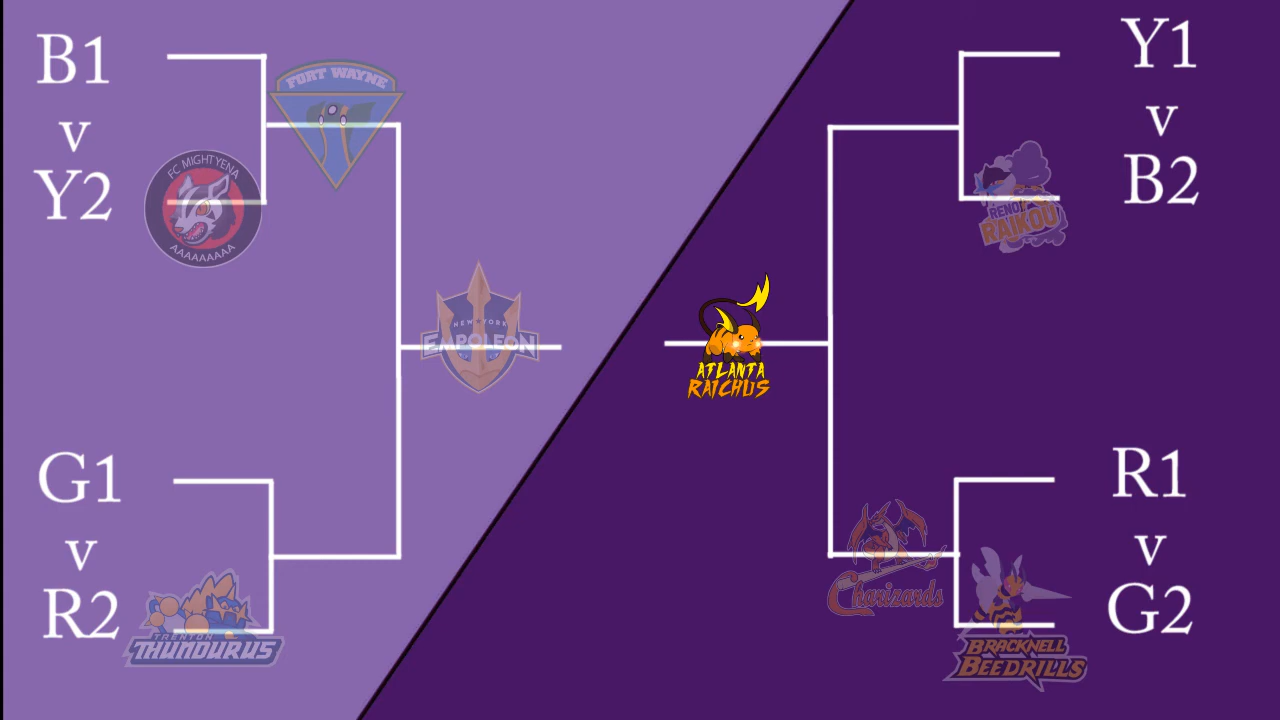 B1
v
Y2
FORT WAYNE
FC MIGHTYENA
AAAAAAAAA
NEW YORK
EMPOLEON
G1
v
R2
TRENTON
THUNDURUS
Y1
v
B2
RENO
RAIKOU
ATLANTA
RAICHUS
R1
v
G2
Charizards
BRACKNELL
BEEDRILLS